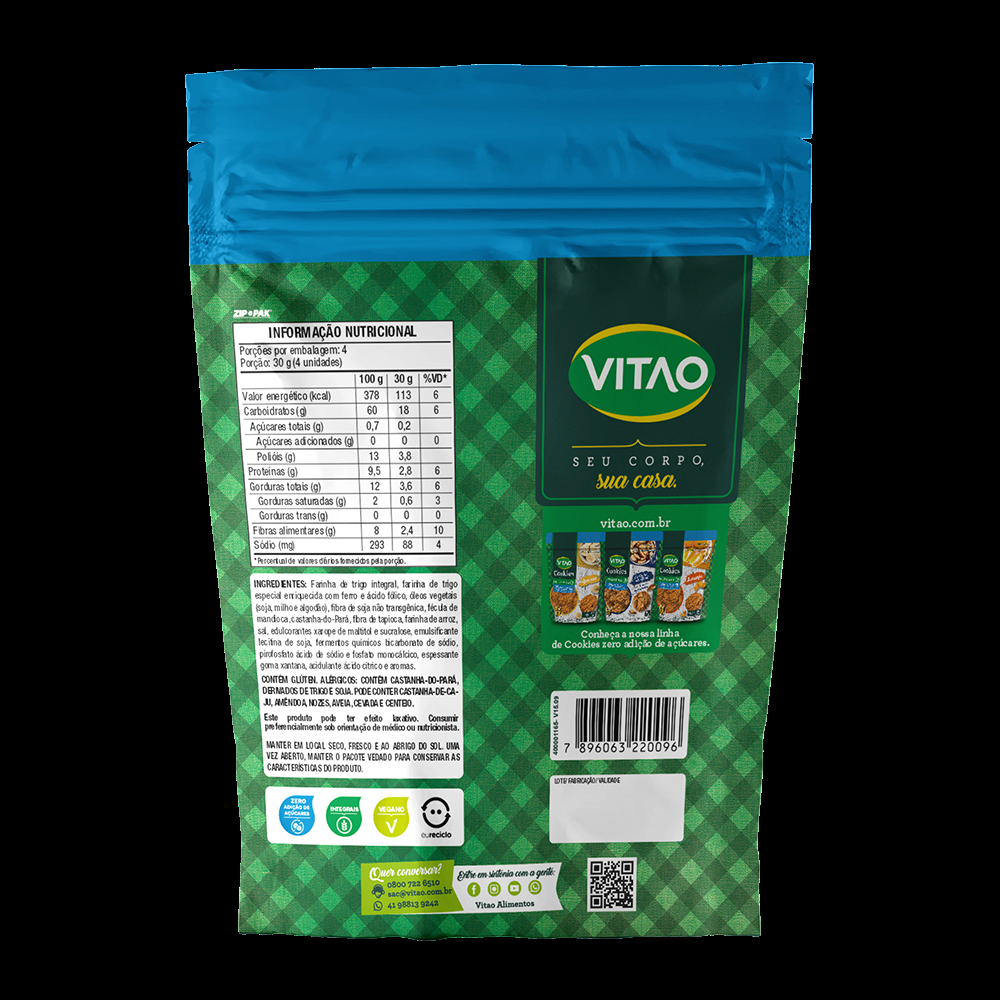 ZIP•PAK
INFORMAÇÃO NUTRICIONAL
Porções por embalagem: 4
Porção: 30 g (4 unidades)
100 g 30 g %VD*
Valor energético (kcal) 378 113 6
Carboidratos (g) 60 18 6
Açúcares totais (g) 0,7 0,2
Açúcares adicionados (g) 0 0 0
Polióis (g) 13 3,8
Proteínas (g) 9,5 2,8 6
Gorduras totais (g) 12 3,6 6
Gorduras saturadas (g) 2 0,6 3
Gorduras trans (g) 0 0 0
Fibras alimentares (g) 8 2,4 10
Sódio (mg) 293 88 4
*Percentual de valores diários fornecidos pela porção.
INGREDIENTES: Farinha de trigo integral, farinha de trigo
especial enriquecida com ferro e ácido fólico, óleos vegetais
(soja, milho e algodão), fibra de soja não transgênica, fécula de
mandioca, castanha-do-Pará, fibra de tapioca, farinha de arroz,
sal, edulcorantes xarope de maltitol e sucralose, emulsificante
lecitina de soja, fermentos químicos bicarbonato de sódio,
pirofosfato ácido de sódio e fosfato monocálcico, espessante
goma xantana, acidulante ácido cítrico e aromas.
CONTÉM GLÚTEN. ALÉRGICOS: CONTÉM CASTANHA-DO-PARÁ,
DERIVADOS DE TRIGO E SOJA. PODE CONTER CASTANHA-DE-CA-
JU, AMÊNDOA, NOZES, AVEIA, CEVADA E CENTEIO.
Este produto pode ter efeito laxativo. Consumir
preferencialmente sob orientação de médico ou nutricionista.
MANTER EM LOCAL SECO, FRESCO E AO ABRIGO DO SOL. UMA
VEZ ABERTO, MANTER O PACOTE VEDADO PARA CONSERVAR AS
CARACTERÍSTICAS DO PRODUTO.
ZERO
ADIÇÃO DE
AÇÚCARES
INTEGRAIS
VEGANO
eureciclo
Quer conversar?
0800 722 6510
sac@vitao.com.br
41 98813 9242
Entre em sintonia com a gente:
Vitao Alimentos
VITAO
SEU CORPO,
sua casa.
vitao.com.br
VITAO
Cookies
VITAO
Cookies
VITAO
Cookies
Conheça a nossa linha
de Cookies zero adição de açúcares.
400001165- V15.09
7 896063 220096
LOTE/ FABRICAÇÃO/ VALIDADE